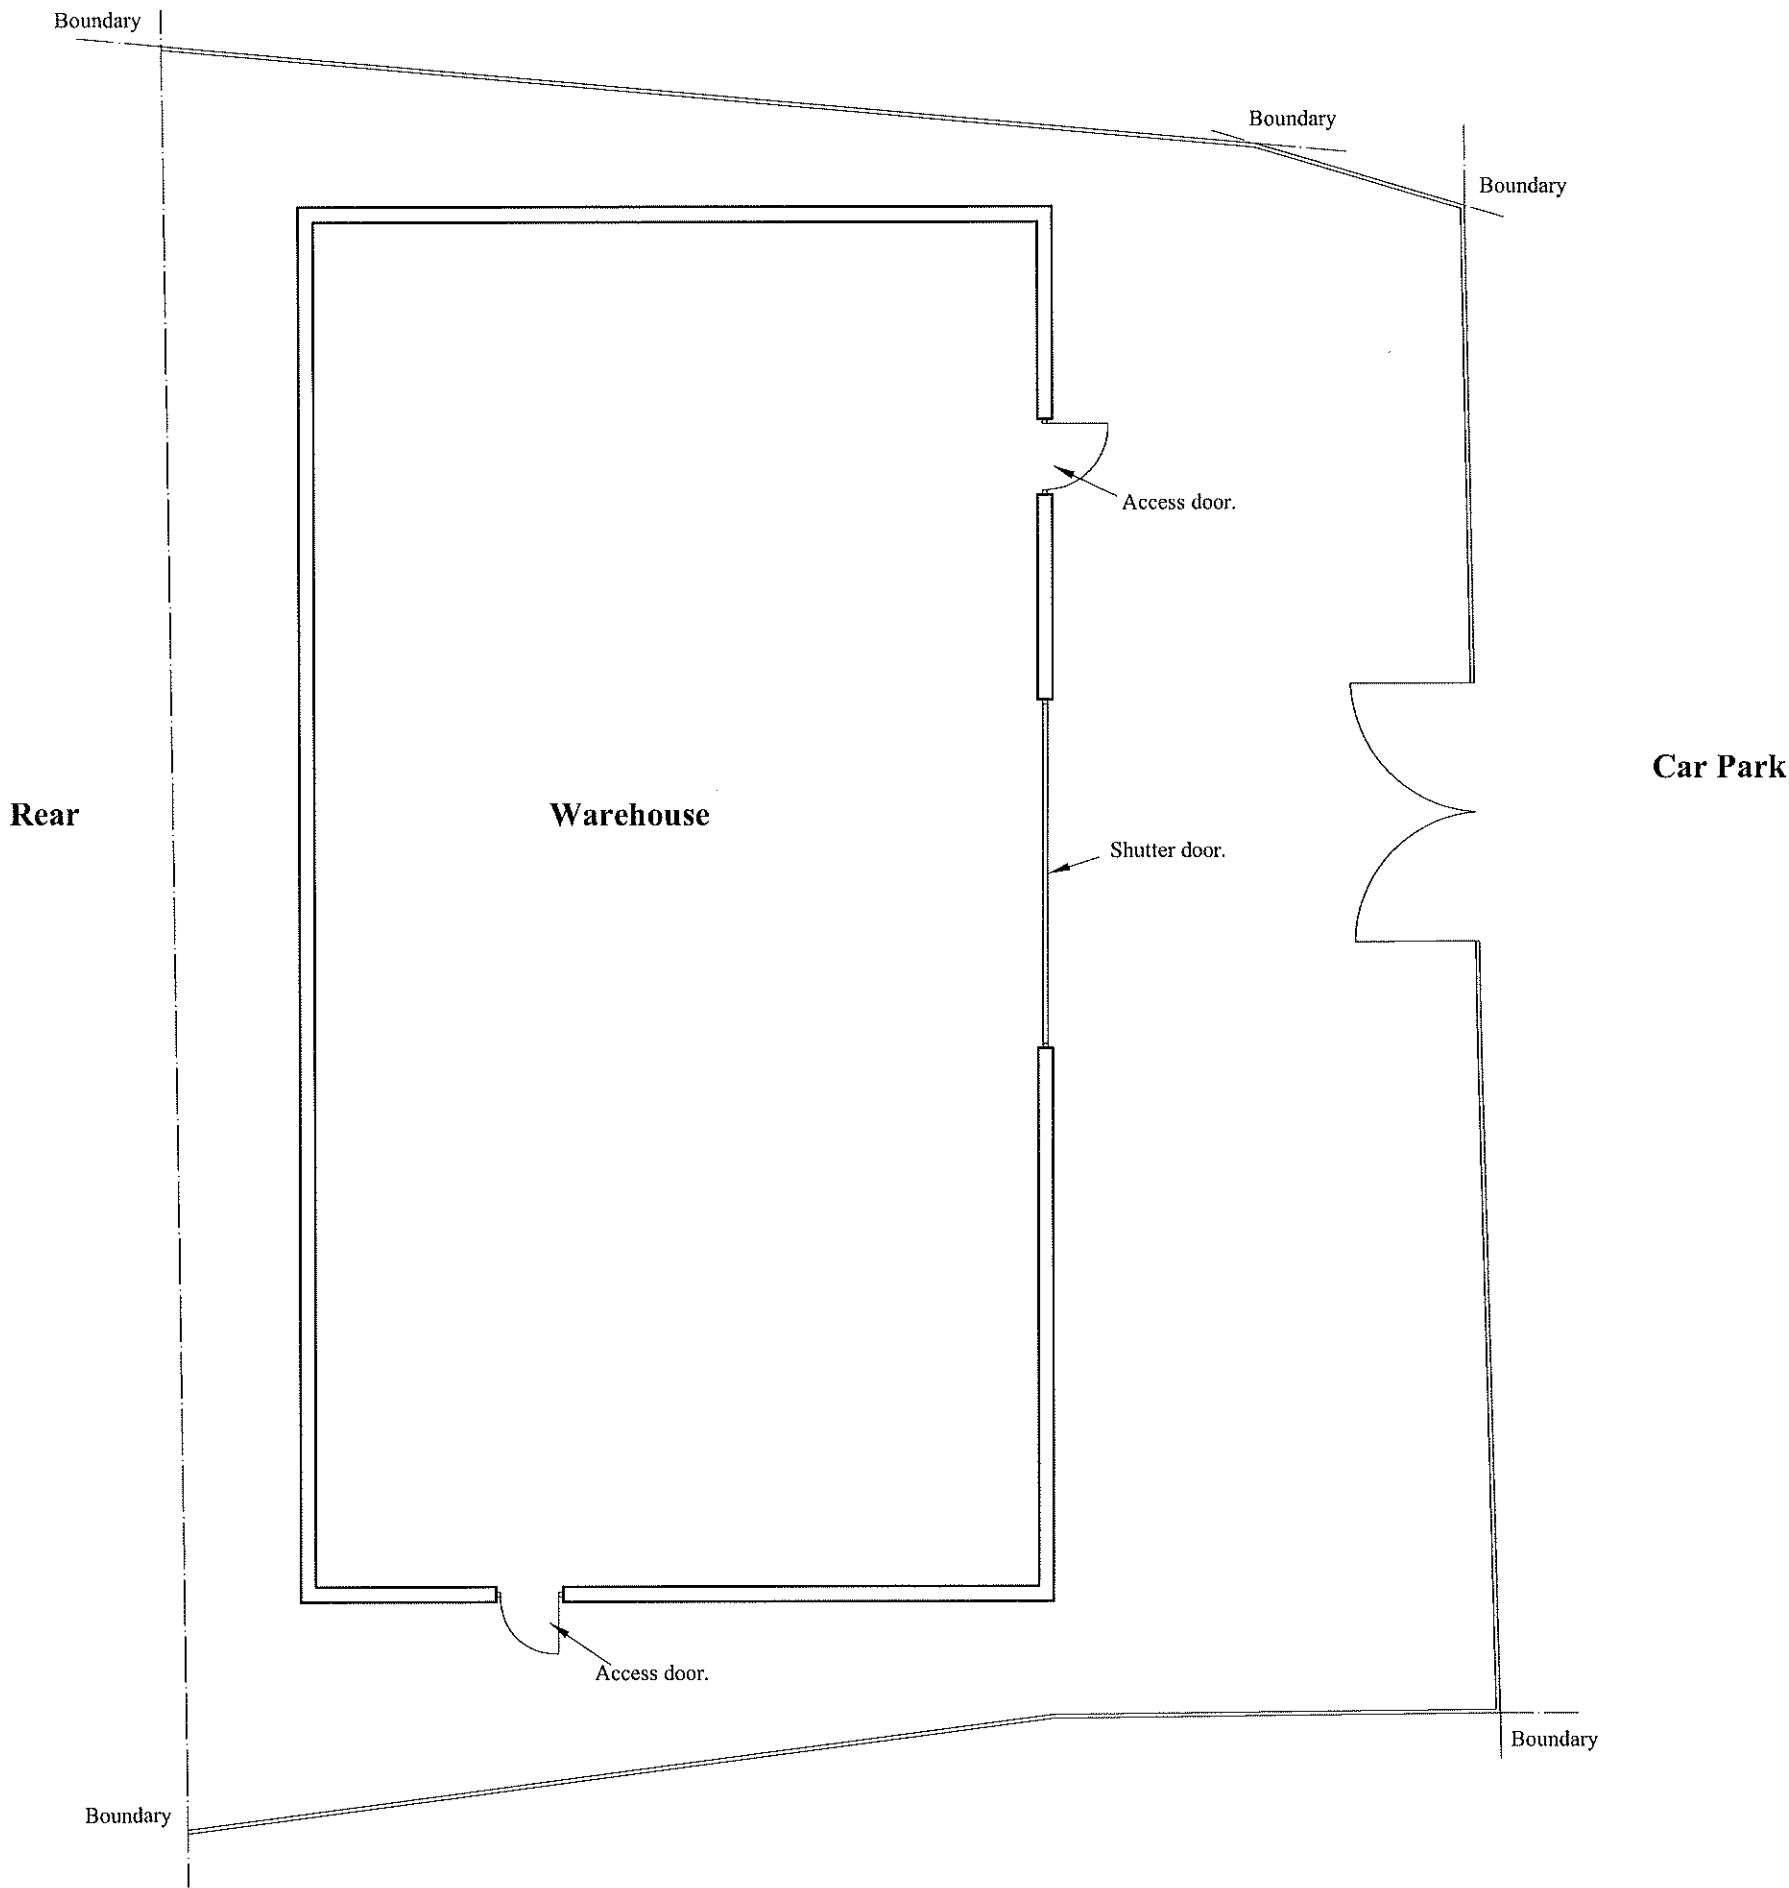 Boundary
Boundary
Boundary
Access door.
Car Park
Rear
Warehouse
Shutter door.
Access door.
Boundary
Boundary